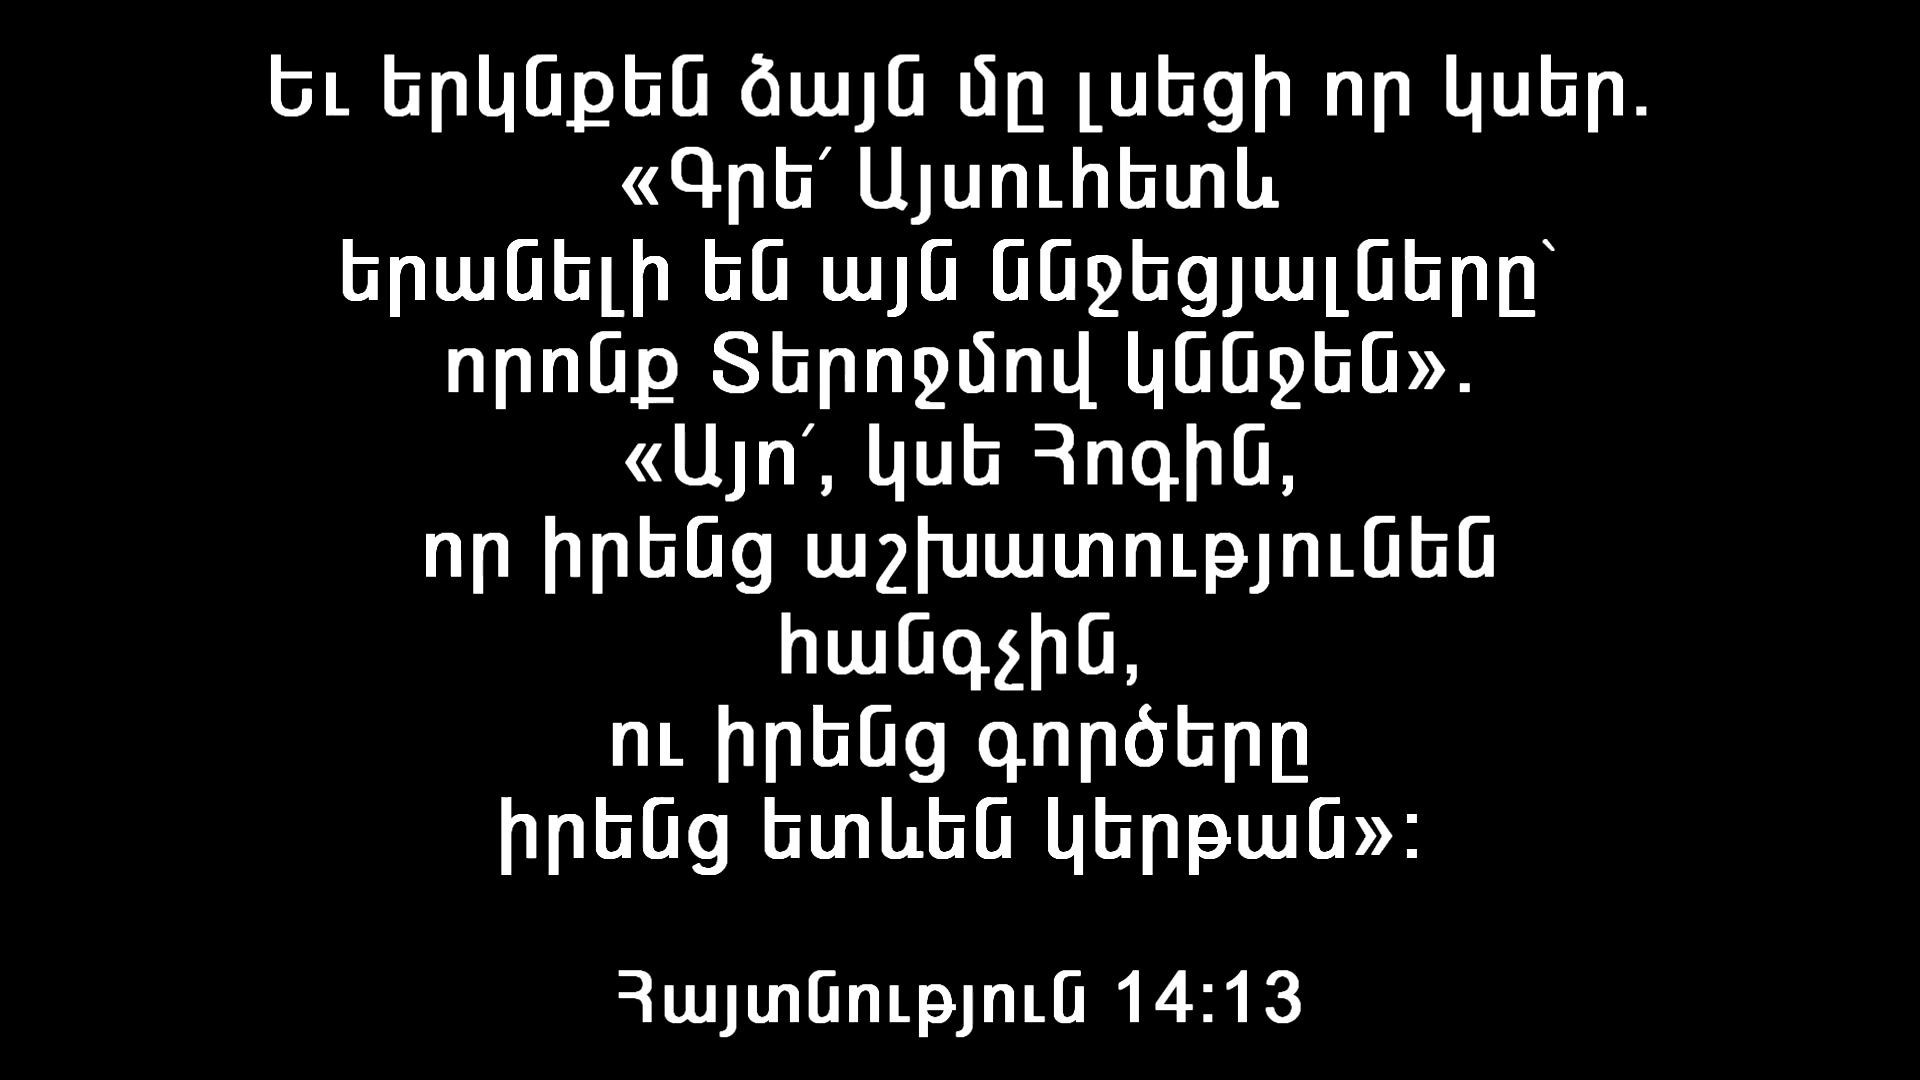 Եւ երկնքեն ձայն մը լսեցի որ կսեր.
«Գրե՛ Այսուհետև
երանելի են այն ննջեցյալները՝
որոնք Տերոջմով կննջեն».
«Այո՛, կսե Հոգին,
որ իրենց աշխատությունեն
հանգչին,
ու իրենց գործերը
իրենց ետևեն կերթան»:
Հայտնություն 14:13